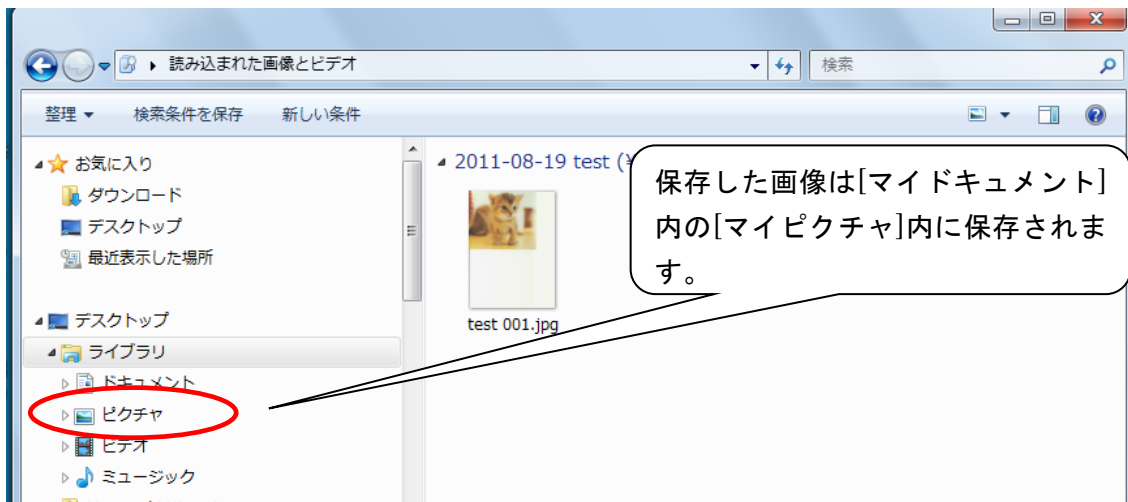 読み込まれた画像とビデオ
検索
整理
検索条件を保存
新しい条件
お気に入り
ダウンロード
デスクトップ
最近表示した場所
デスクトップ
ライブラリ
ドキュメント
ピクチャ
ビデオ
ミュージック
2011-08-19 test
test 001.jpg
保存した画像は[マイドキュメント]
内の[マイピクチャ]内に保存されま
す。